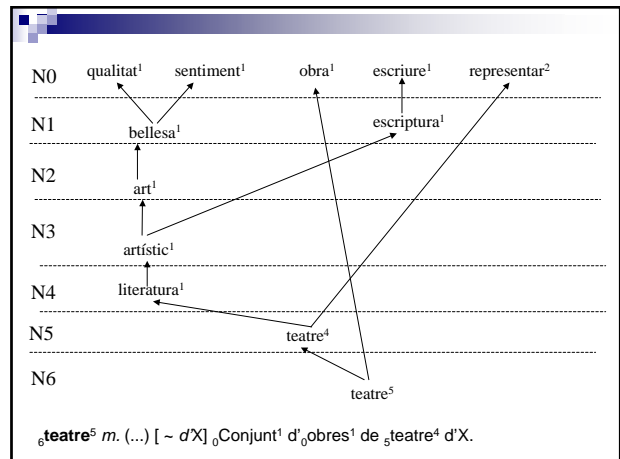 N0 qualitat¹ sentiment¹ obra¹ escriure¹ representar²
N1 bellesa¹ escriptura¹
N2 art¹
N3 artístic¹
N4 literatura¹
N5 teatre⁴
N6 teatre⁵
₆teatre⁵ m. (...) [ ~ d'X] ₀Conjunt¹ d'₀obres¹ de ₅teatre⁴ d'X.